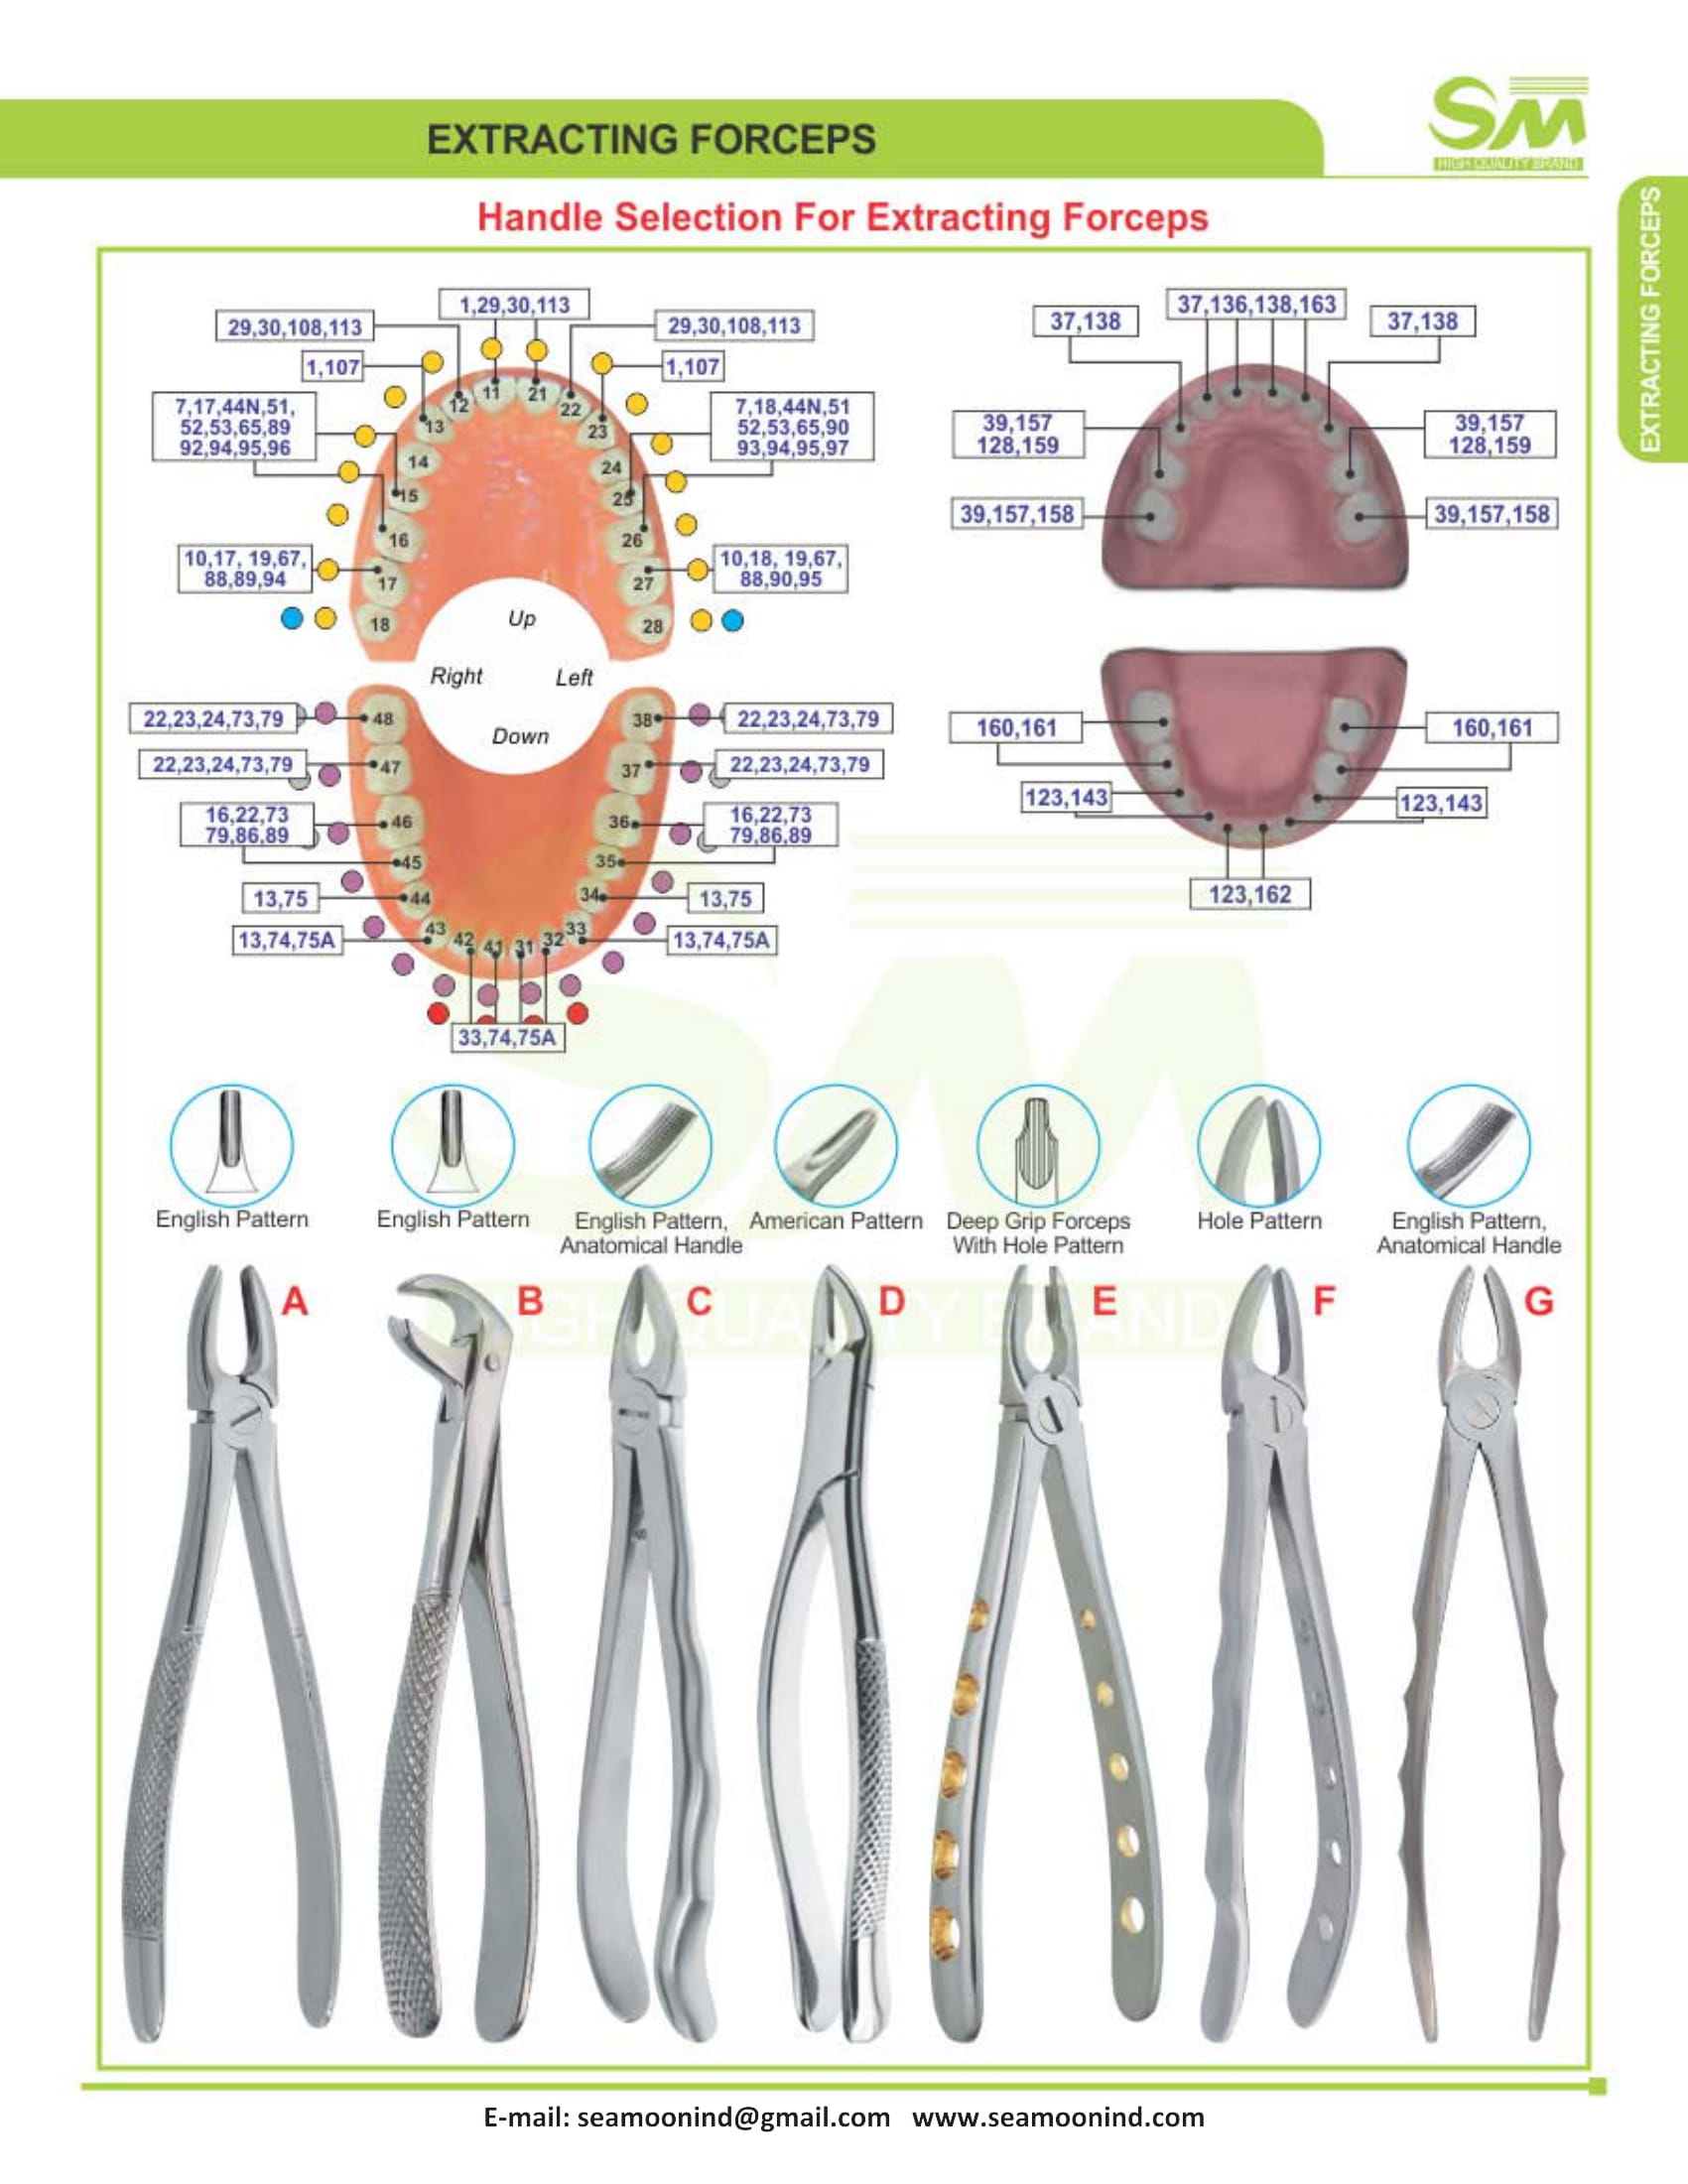 SM
HIGH QUALITY BRAND
EXTRACTING FORCEPS
EXTRACTING FORCEPS
Handle Selection For Extracting Forceps
1,29,30,113
29,30,108,113
29,30,108,113
1,107
1,107
7,17,44N,51,
52,53,65,89
92,94,95,96
7,18,44N,51
52,53,65,90
93,94,95,97
10,17, 19,67,
88,89,94
10,18, 19,67,
88,90,95
11
21
12
22
13
23
14
24
15
25
16
26
17
27
18
28
Up
Right
Left
Down
22,23,24,73,79
48
38
22,23,24,73,79
22,23,24,73,79
47
37
22,23,24,73,79
16,22,73
79,86,89
46
36
16,22,73
79,86,89
45
35
13,75
44
34
13,75
13,74,75A
43
42
41
31
32
33
13,74,75A
33,74,75A
37,138
37,136,138,163
37,138
39,157
128,159
39,157
128,159
39,157,158
39,157,158
160,161
160,161
123,143
123,143
123,162
English Pattern
English Pattern
English Pattern,
Anatomical Handle
American Pattern
Deep Grip Forceps
With Hole Pattern
Hole Pattern
English Pattern,
Anatomical Handle
A
B
C
D
E
F
G
SM
HIGH QUALITY BRAND
E-mail: seamoonind@gmail.com www.seamoonind.com